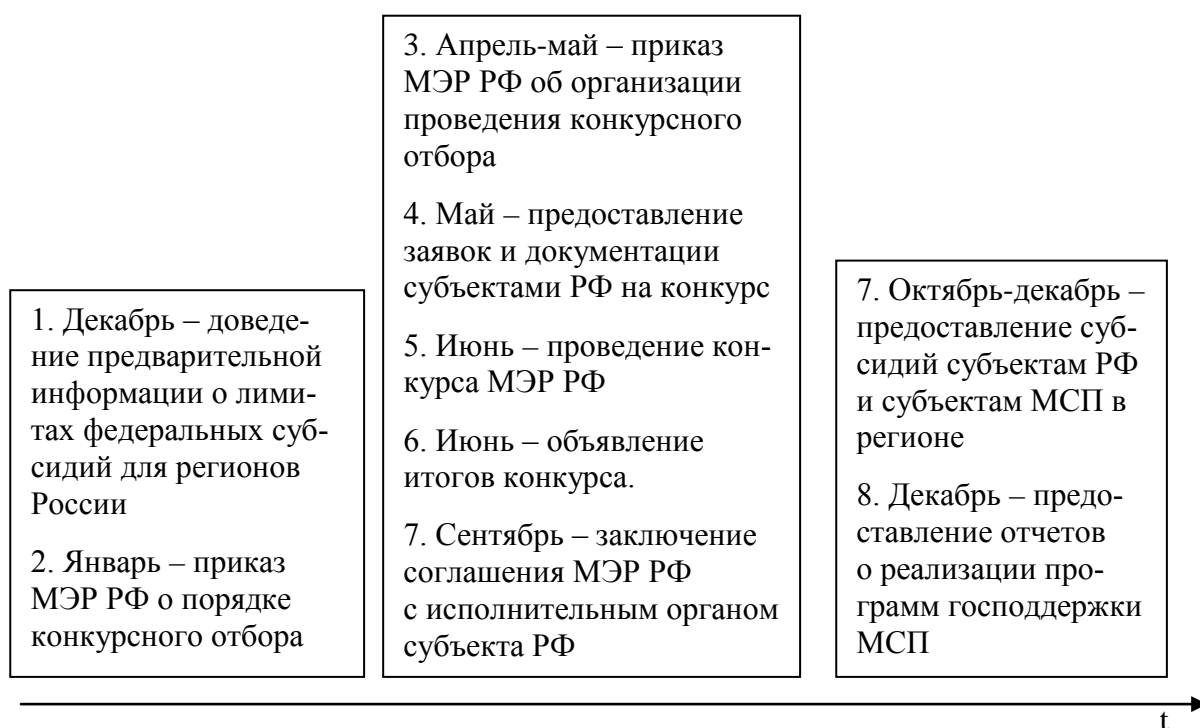 1. Декабрь – доведе-
ние предварительной
информации о лими-
тах федеральных суб-
сидий для регионов
России
2. Январь – приказ
МЭР РФ о порядке
конкурсного отбора
3. Апрель-май – приказ
МЭР РФ об организации
проведения конкурсного
отбора
4. Май – предоставление
заявок и документации
субъектами РФ на конкурс
5. Июнь – проведение кон-
курса МЭР РФ
6. Июнь – объявление
итогов конкурса.
7. Сентябрь – заключение
соглашения МЭР РФ
с исполнительным органом
субъекта РФ
7. Октябрь-декабрь –
предоставление суб-
сидий субъектам РФ
и субъектам МСП в
регионе
8. Декабрь – предо-
ставление отчетов
о реализации про-
грамм господдержки
МСП
t